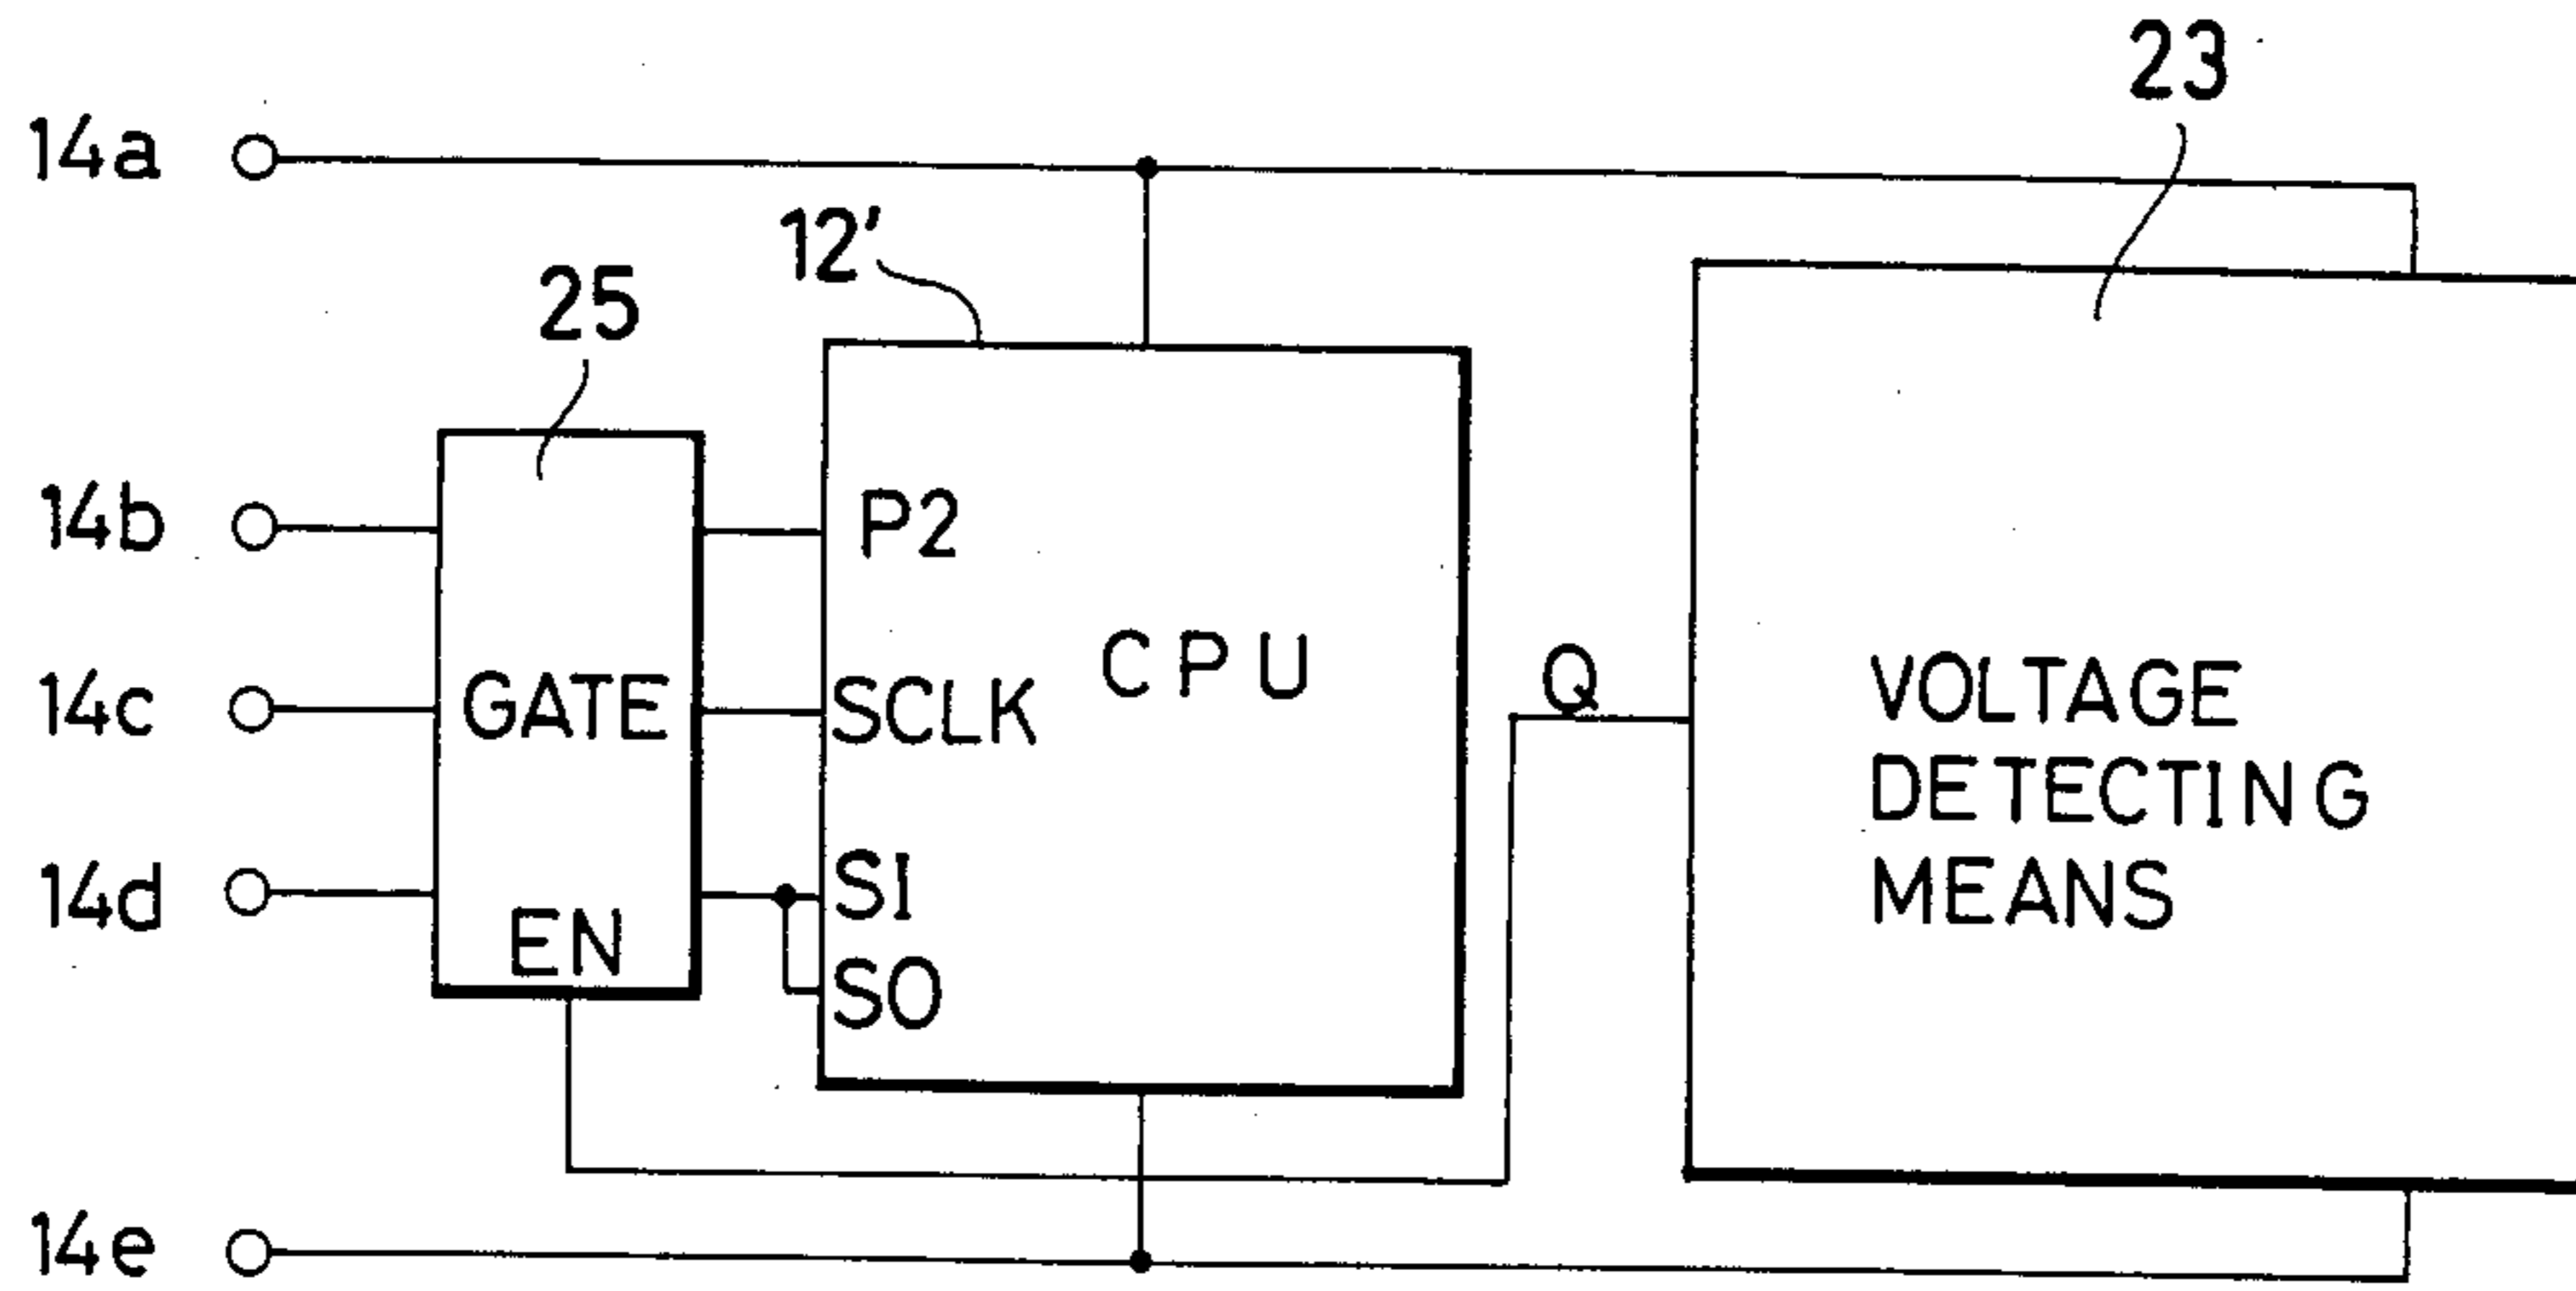 23
14a
12'
25
14b
P2
CPU
14c
GATE
SCLK
Q
VOLTAGE
DETECTING
MEANS
14d
EN
SI
SO
14e